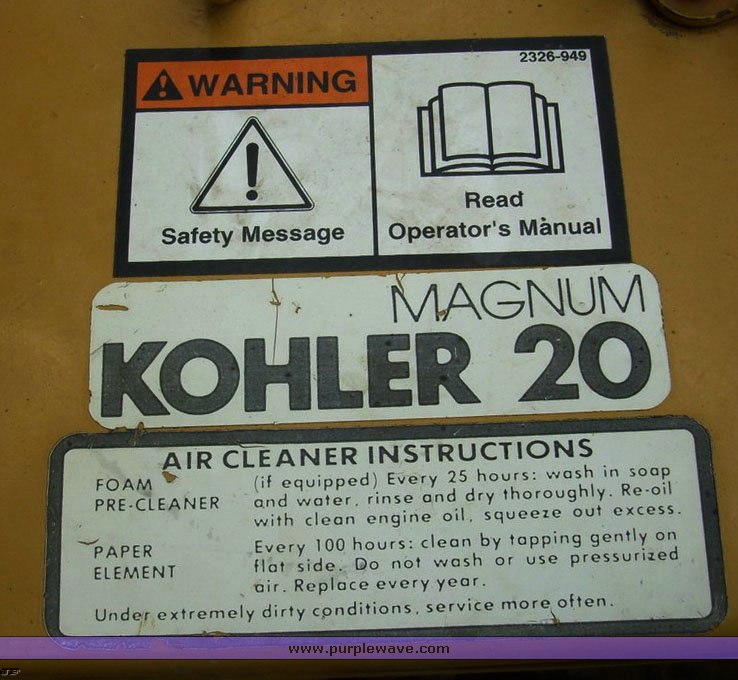 2326-949
WARNING
Safety Message
Read
Operator's Manual
MAGNUM
KOHLER 20
AIR CLEANER INSTRUCTIONS
FOAM PRE-CLEANER
(if equipped) Every 25 hours: wash in soap
and water, rinse and dry thoroughly. Re-oil
with clean engine oil, squeeze out excess.
PAPER ELEMENT
Every 100 hours: clean by tapping gently on
flat side. Do not wash or use pressurized
air. Replace every year.
Under extremely dirty conditions, service more often.
www.purplewave.com